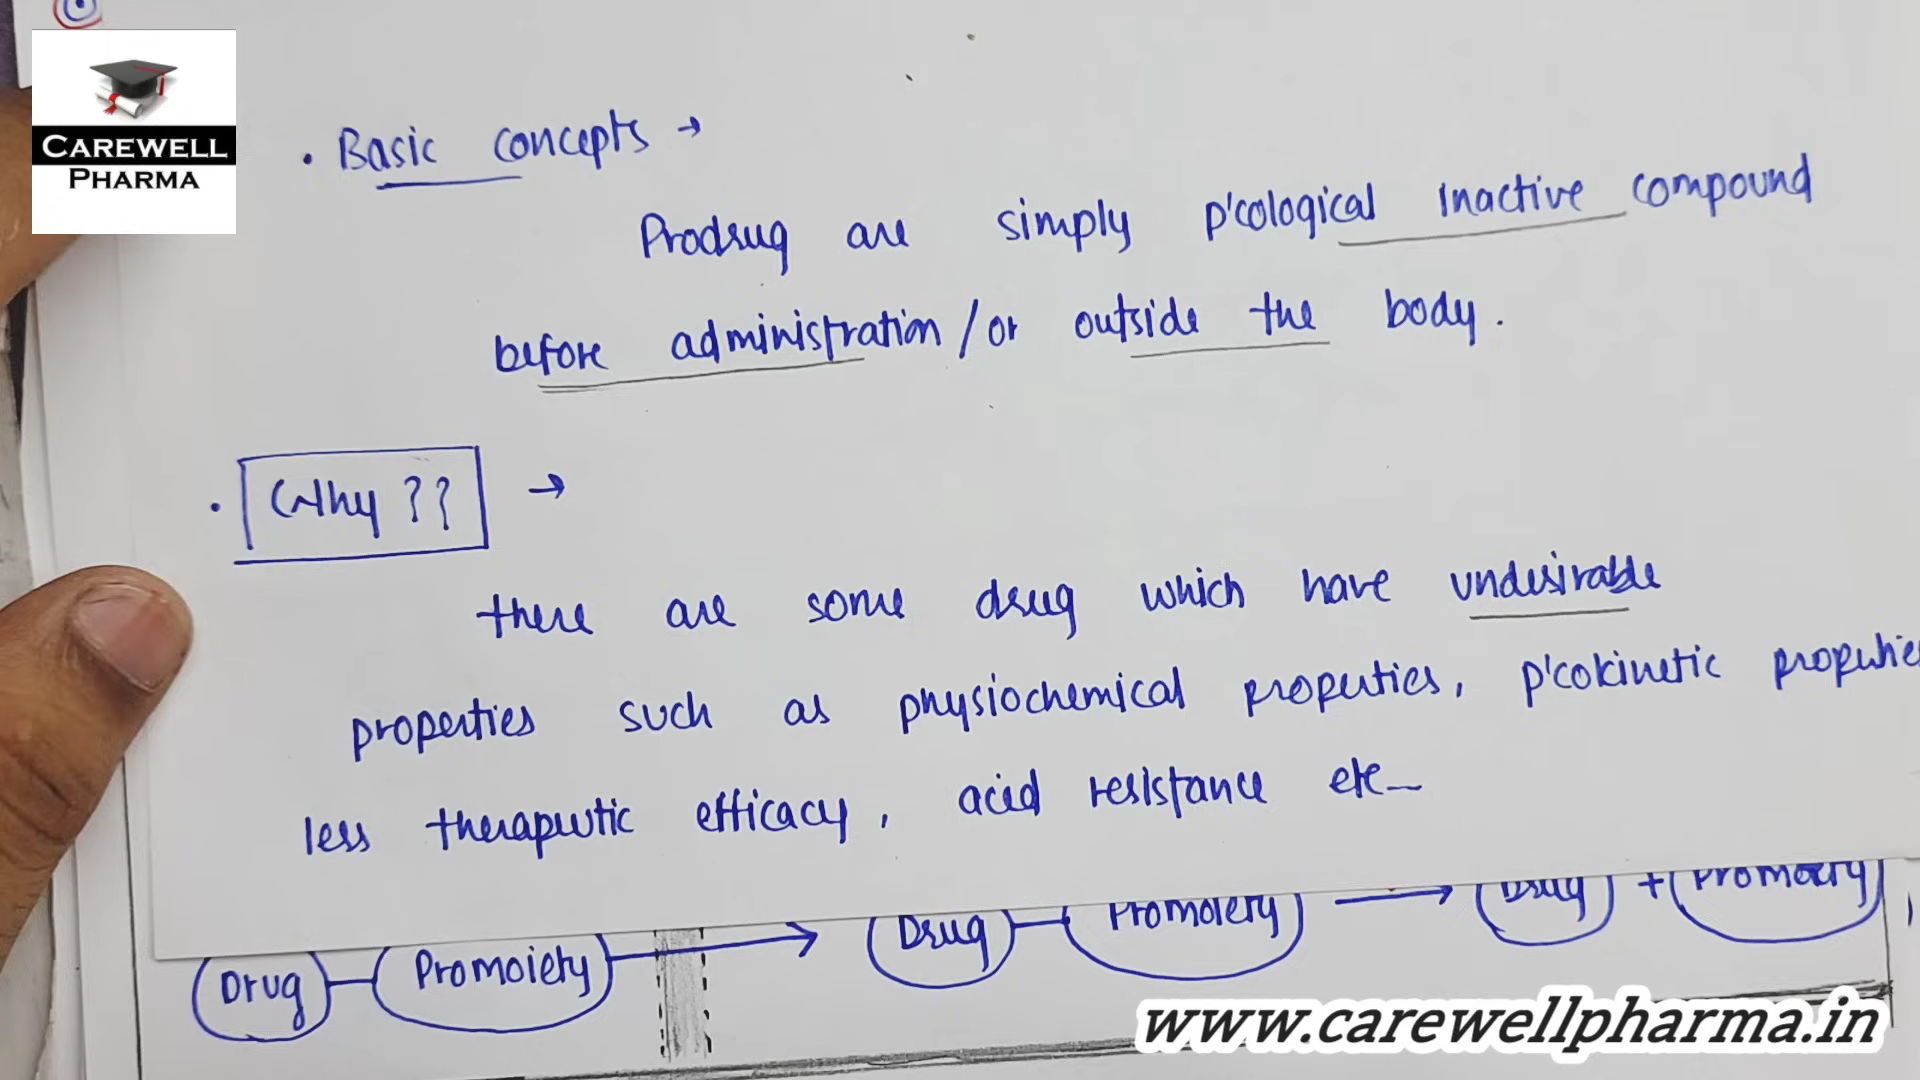 CAREWELL
PHARMA
. Basic concepts →
Prodrug are simply p'cological inactive compound
before administration / or outside the body.
. Why ?? →
there are some drug which have undesirable
properties such as physiochemical properties, p'cokinetic properties
less therapeutic efficacy, acid resistance etc
Drug Promoiety → Drug Promoiety → Drug + Promoiety
www.carewellpharma.in